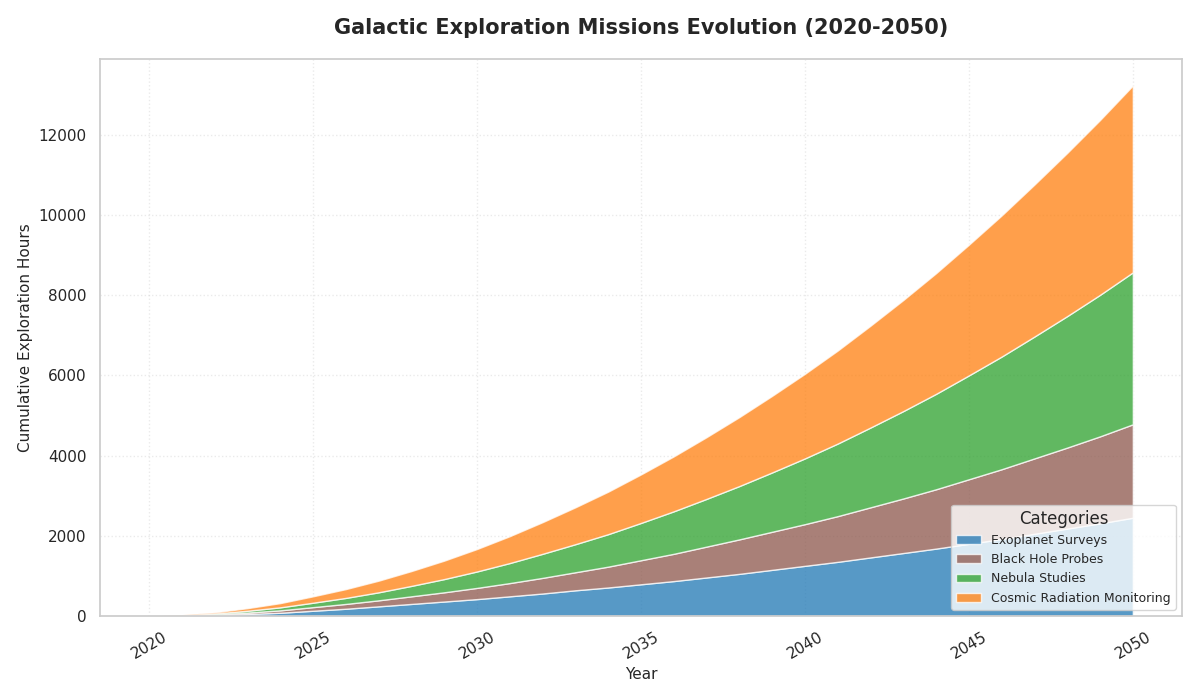 Galactic Exploration Missions Evolution (2020-2050)
Cumulative Exploration Hours
12000
10000
8000
6000
4000
2000
0
Categories
Exoplanet Surveys
Black Hole Probes
Nebula Studies
Cosmic Radiation Monitoring
2020 2025 2030 2035 2040 2045 2050
Year